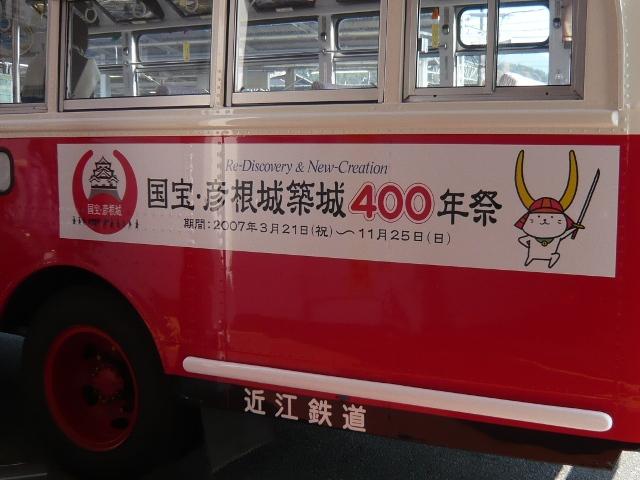 Re-Discovery & New-Creation
国宝・彦根城築城400年祭
期間：2007年3月21日(祝)～11月25日(日)
国宝・彦根城
近江鉄道